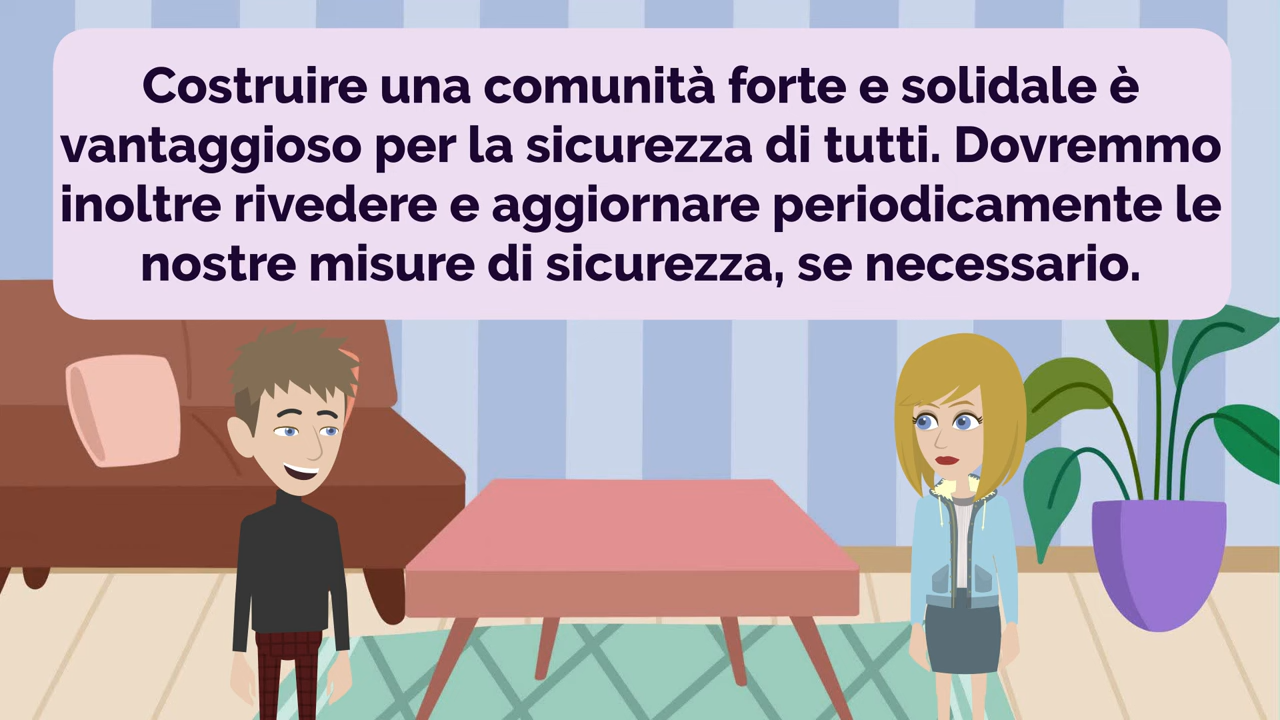 Costruire una comunità forte e solidale è
vantaggioso per la sicurezza di tutti. Dovremmo
inoltre rivedere e aggiornare periodicamente le
nostre misure di sicurezza, se necessario.